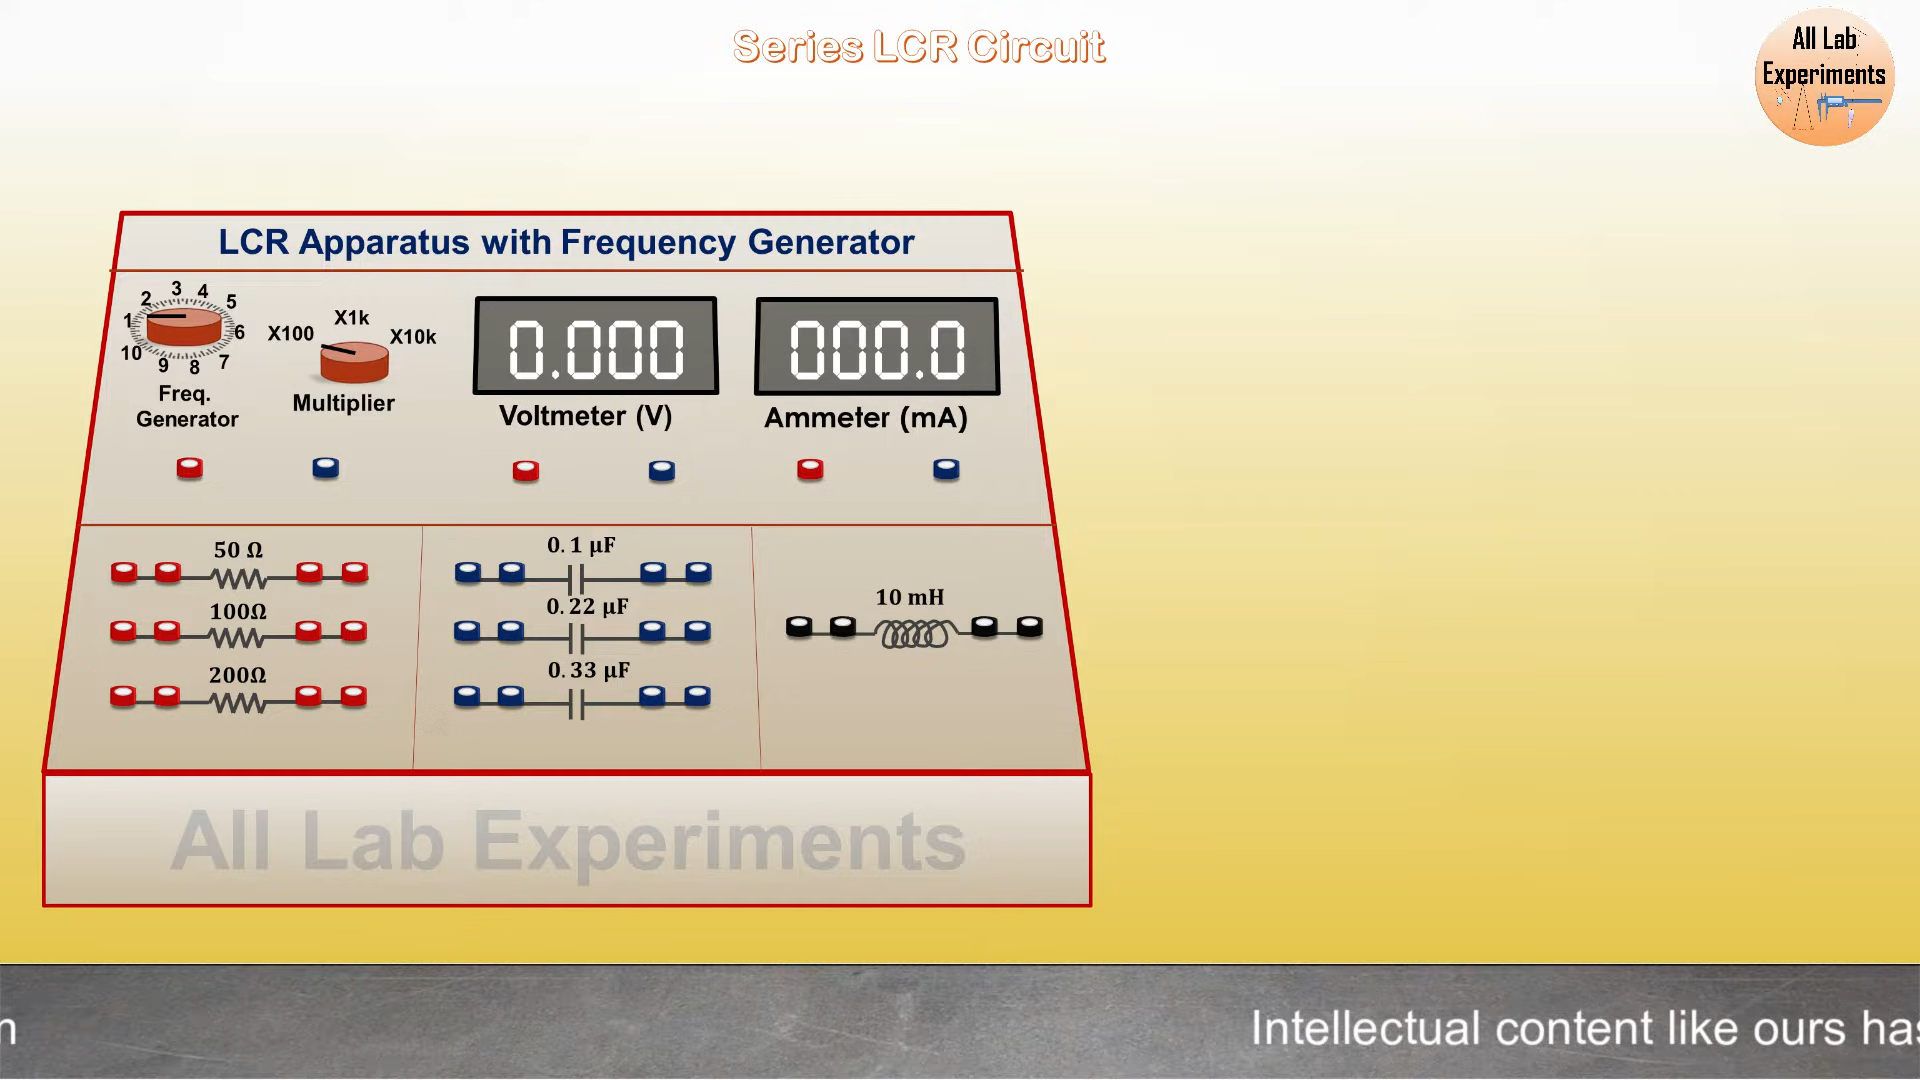 Series LCR Circuit
All Lab
Experiments
LCR Apparatus with Frequency Generator
1 2 3 4 5 6 7 8 9 10
Freq.
Generator
X100 X1k X10k
Multiplier
0.000
Voltmeter (V)
000.0
Ammeter (mA)
50 Ω
100Ω
200Ω
0.1 μF
0.22 μF
0.33 μF
10 mH
All Lab Experiments
Intellectual content like ours has